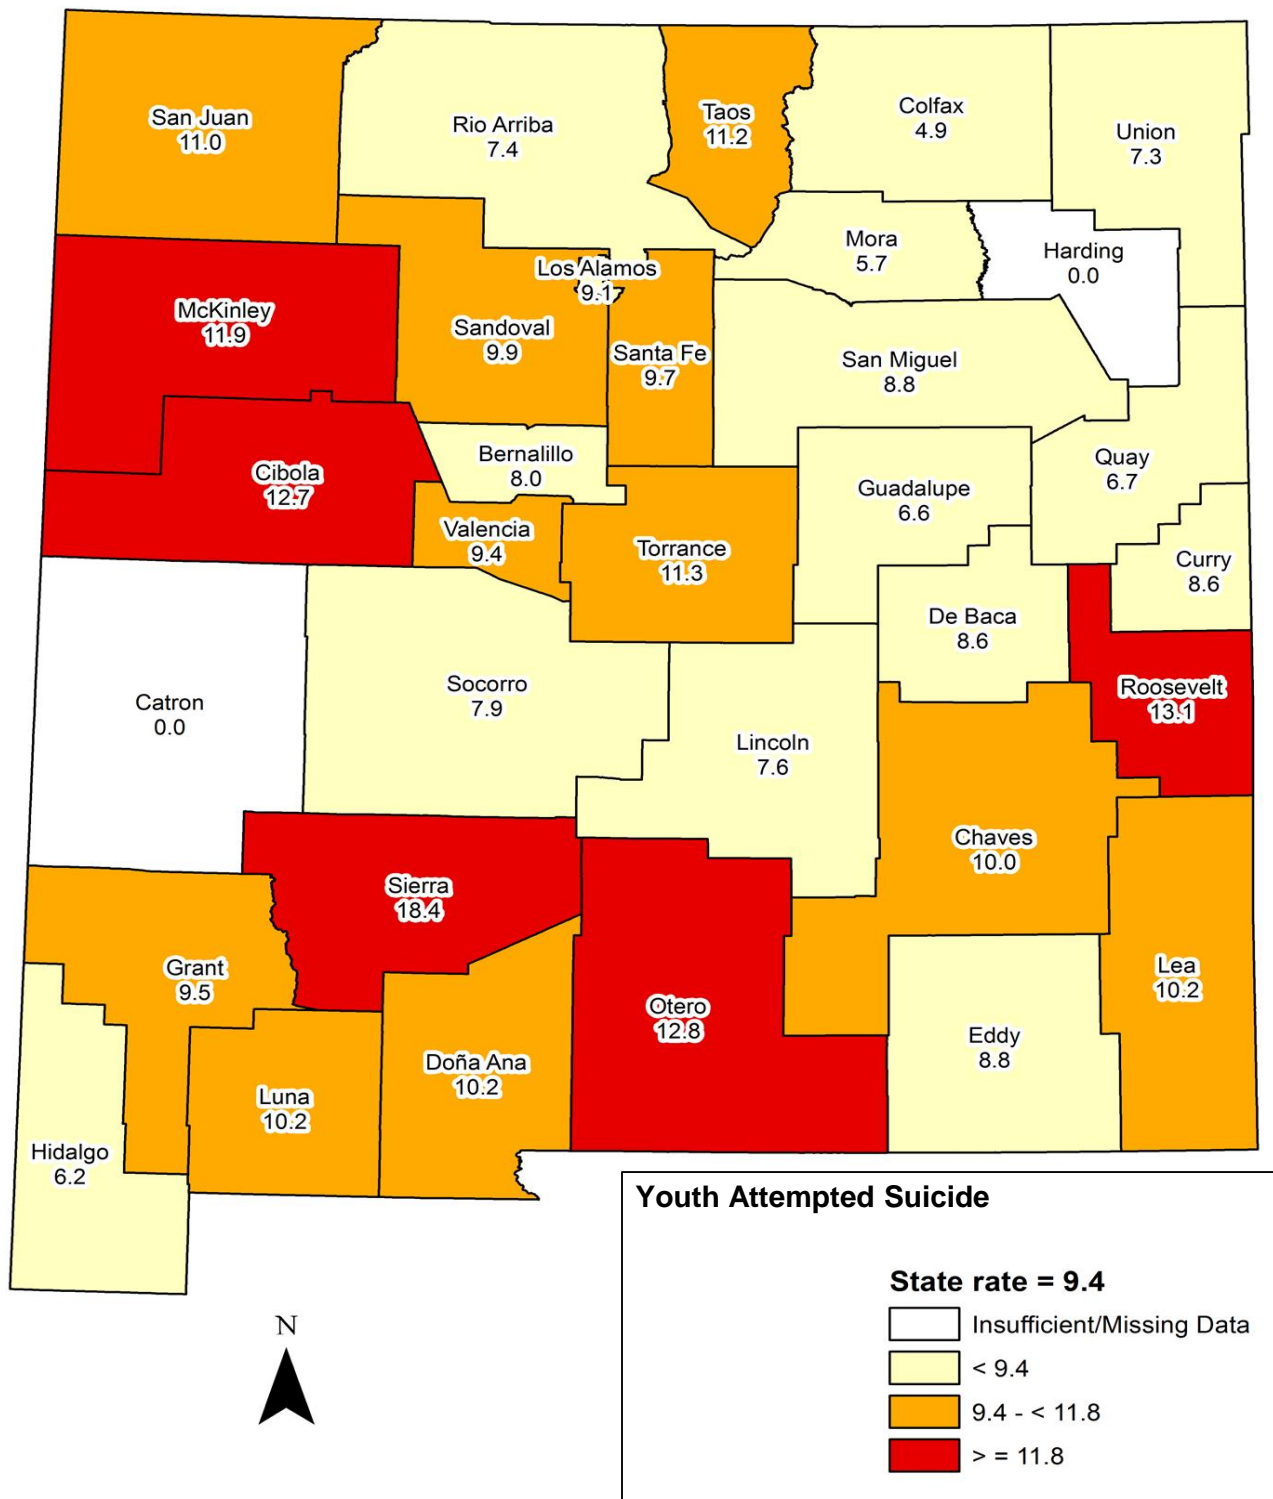 San Juan
11.0
Rio Arriba
7.4
Taos
11.2
Colfax
4.9
Union
7.3
Mora
5.7
Harding
0.0
Los Alamos
9.1
McKinley
11.9
Sandoval
9.9
Santa Fe
9.7
San Miguel
8.8
Bernalillo
8.0
Cibola
12.7
Quay
6.7
Guadalupe
6.6
Valencia
9.4
Torrance
11.3
Curry
8.6
De Baca
8.6
Socorro
7.9
Roosevelt
13.1
Catron
0.0
Lincoln
7.6
Chaves
10.0
Sierra
18.4
Grant
9.5
Lea
10.2
Otero
12.8
Eddy
8.8
Doña Ana
10.2
Luna
10.2
Hidalgo
6.2
Youth Attempted Suicide
State rate = 9.4
Insufficient/Missing Data
< 9.4
9.4 - < 11.8
> = 11.8
N